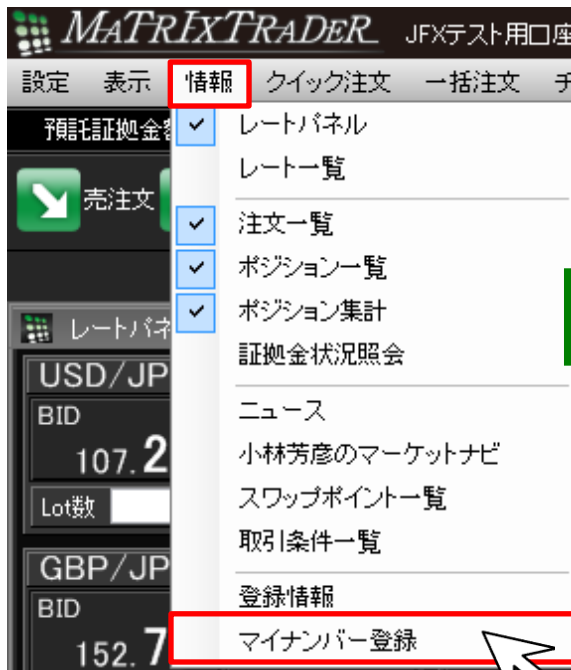 MATRIXTRADER JFXテスト用口座
設定 表示 情報 クイック注文 一括注文 チ
預託証拠金
レートパネル
レート一覧
売注文
注文一覧
ポジション一覧
ポジション集計
証拠金状況照会
レートパネ
USD/JP
BID
107.2
Lot数
ニュース
小林芳彦のマーケットナビ
スワップポイント一覧
取引条件一覧
GBP/JP
BID
152.7
登録情報
マイナンバー登録